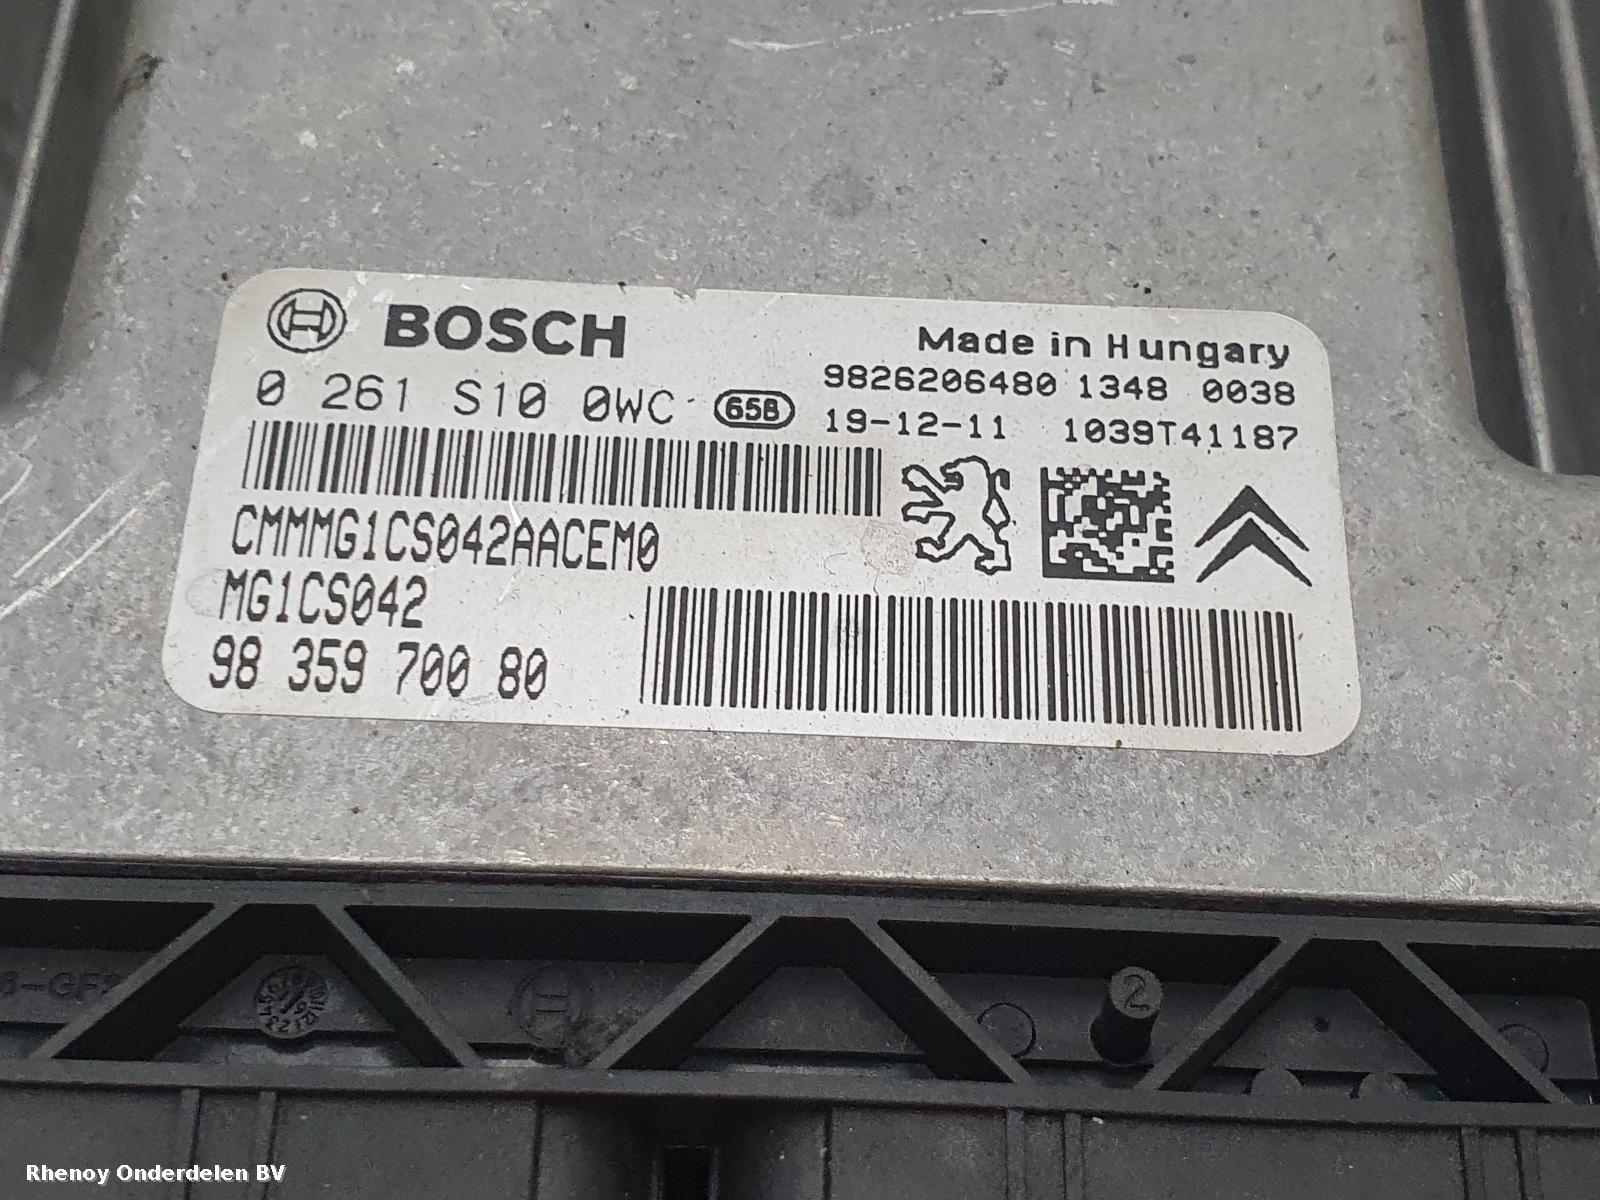 BOSCH
Made in Hungary
0 261 S10 0WC 65B
9826206480 1348 0038
19-12-11 1039T41187
CMMMG1CS042AACEM0
MG1CS042
98 359 700 80
2
Rhenoy Onderdelen BV